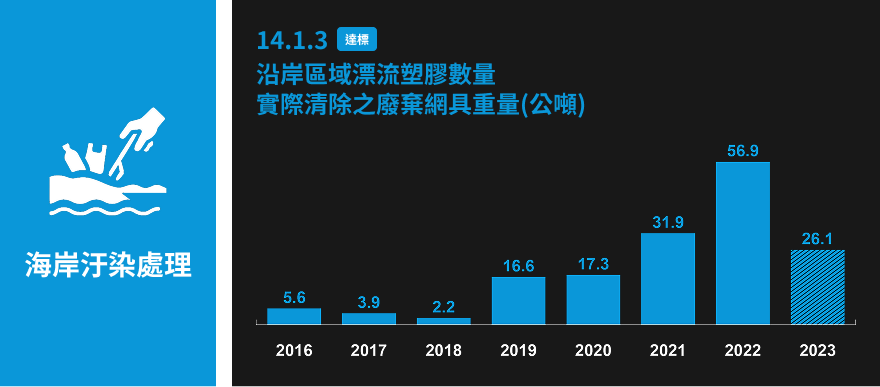 海岸汙染處理
14.1.3 達標
沿岸區域漂流塑膠數量
實際清除之廢棄網具重量(公噸)
5.6 3.9 2.2 16.6 17.3 31.9 56.9 26.1
2016 2017 2018 2019 2020 2021 2022 2023